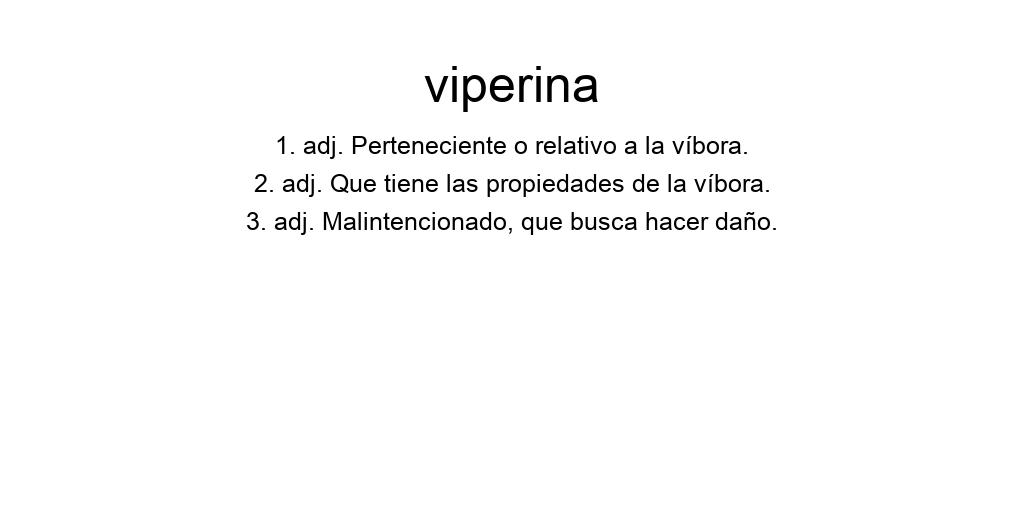 viperina
1. adj. Perteneciente o relativo a la víbora.
2. adj. Que tiene las propiedades de la víbora.
3. adj. Malintencionado, que busca hacer daño.